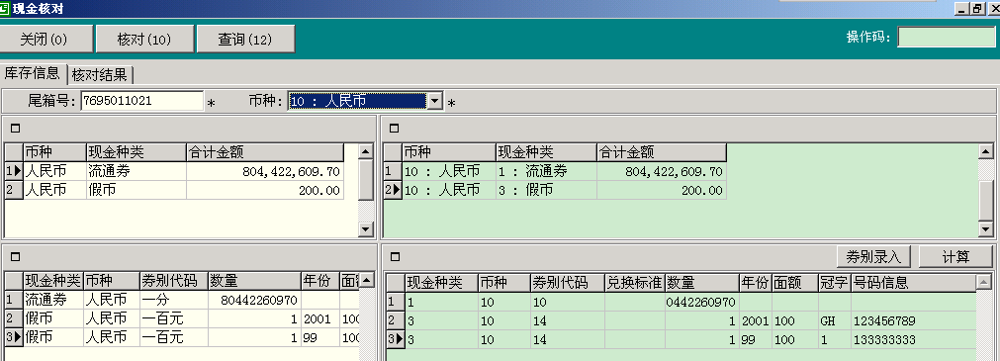 现金核对
关闭(0) 核对(10) 查询(12) 操作码:
库存信息 核对结果
尾箱号: 7695011021 * 币种: 10 : 人民币 *
币种 现金种类 合计金额
1 人民币 流通券 804,422,609.70
2 人民币 假币 200.00
币种 现金种类 合计金额
1 10 : 人民币 1 : 流通券 804,422,609.70
2 10 : 人民币 3 : 假币 200.00
现金种类 币种 券别代码 数量 年份
1 流通券 人民币 一分 80442260970
2 假币 人民币 一百元 1 2001 100
3 假币 人民币 一百元 1 99 100
券别录入 计算
现金种类 币种 券别代码 兑换标准 数量 年份 面额 冠字 号码信息
1 1 10 10 0442260970
2 3 10 14 1 2001 100 GH 123456789
3 3 10 14 1 99 100 1 133333333